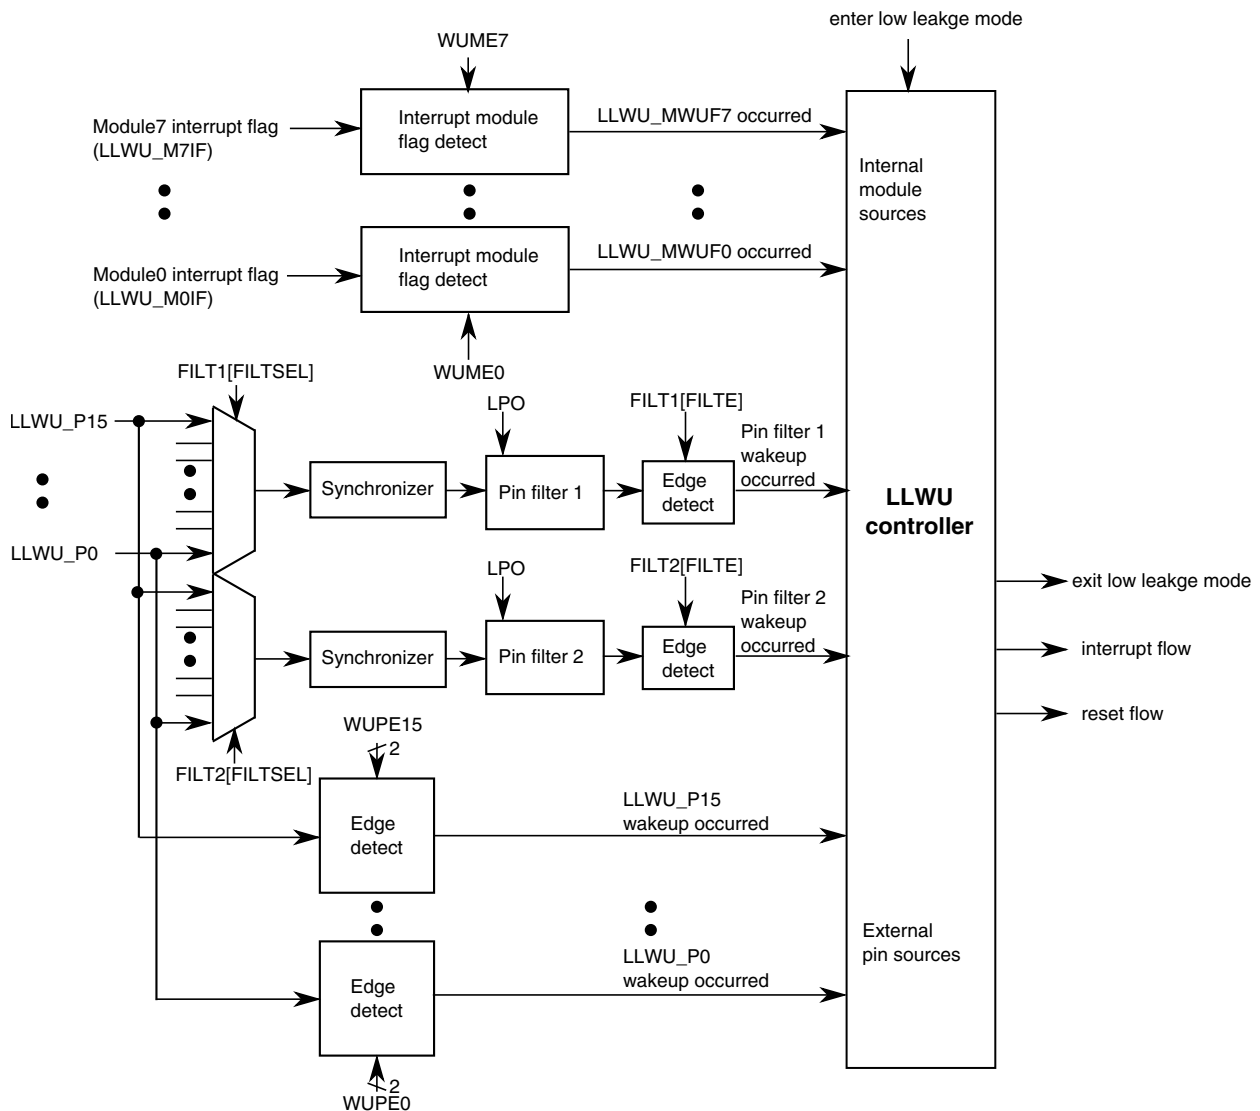 enter low leakge mode
WUME7
Module7 interrupt flag
(LLWU_M7IF)
Interrupt module
flag detect
LLWU_MWUF7 occurred
Internal
module
sources
Module0 interrupt flag
(LLWU_M0IF)
Interrupt module
flag detect
LLWU_MWUF0 occurred
WUME0
FILT1[FILTSEL]
LLWU_P15
LLWU_P0
Synchronizer
LPO
Pin filter 1
FILT1[FILTE]
Edge
detect
Pin filter 1
wakeup
occurred
LLWU
controller
Synchronizer
LPO
Pin filter 2
FILT2[FILTE]
Edge
detect
Pin filter 2
wakeup
occurred
exit low leakge mode
interrupt flow
reset flow
FILT2[FILTSEL]
WUPE15
2
Edge
detect
LLWU_P15
wakeup occurred
External
pin sources
Edge
detect
LLWU_P0
wakeup occurred
2
WUPE0